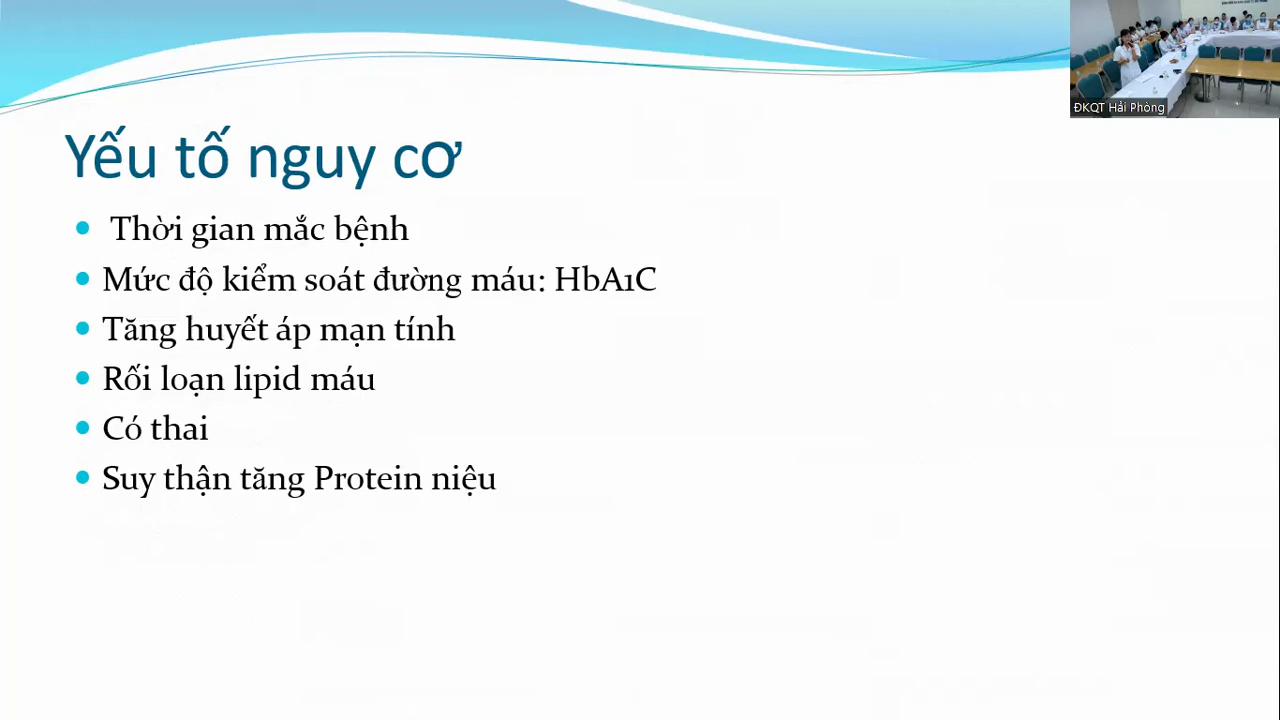 Yếu tố nguy cơ
Thời gian mắc bệnh
Mức độ kiểm soát đường máu: HbA1C
Tăng huyết áp mạn tính
Rối loạn lipid máu
Có thai
Suy thận tăng Protein niệu
ĐKQT Hải Phòng